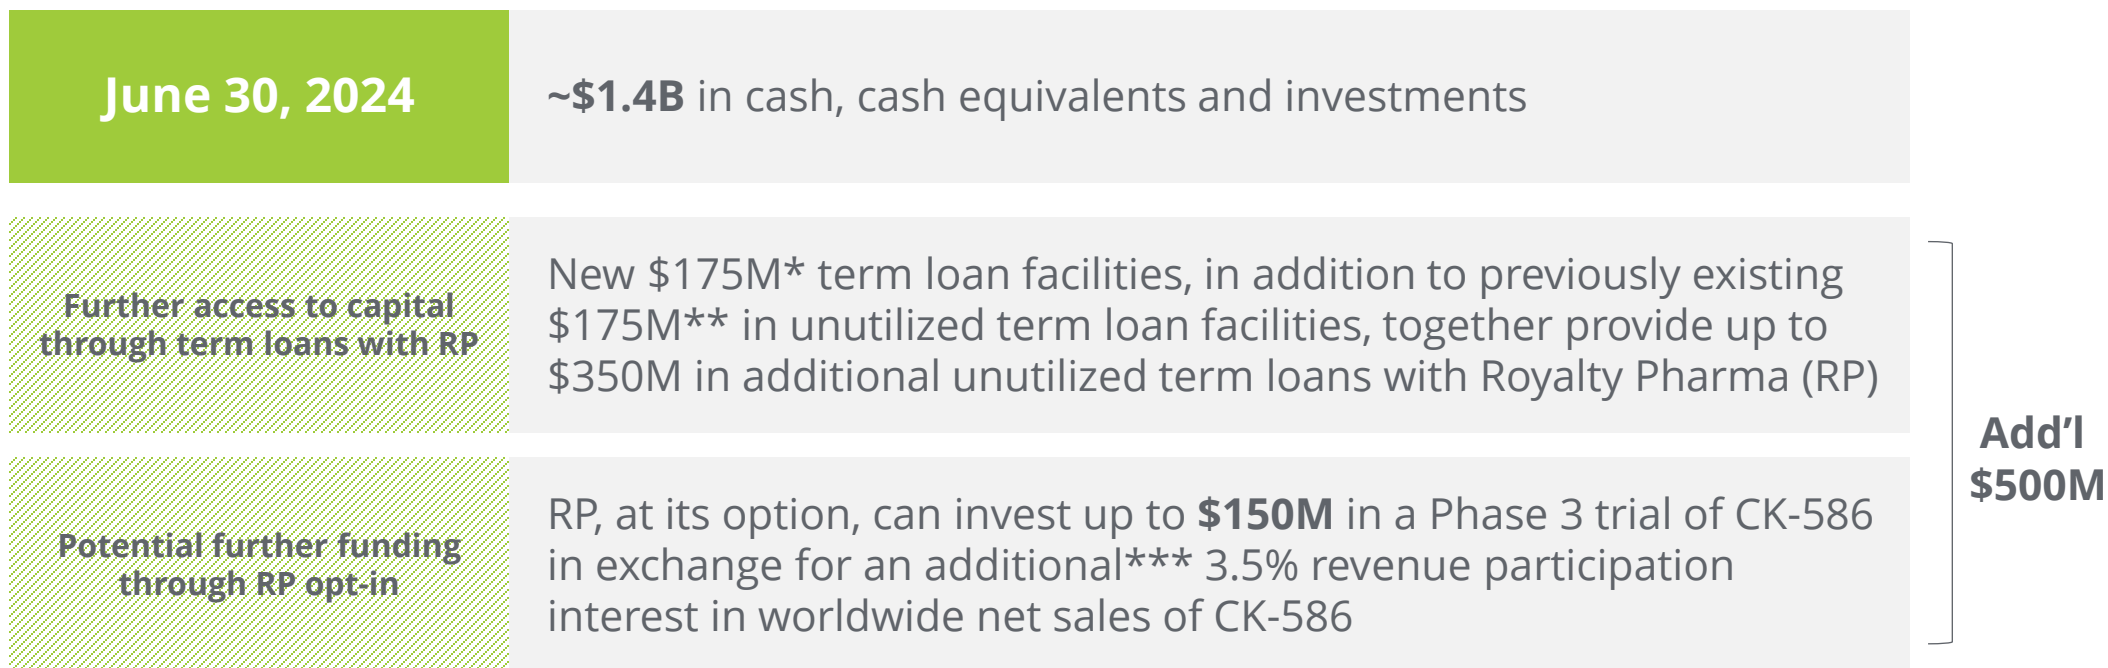 June 30, 2024
~$1.4B in cash, cash equivalents and investments
Further access to capital
through term loans with RP
New $175M* term loan facilities, in addition to previously existing
$175M** in unutilized term loan facilities, together provide up to
$350M in additional unutilized term loans with Royalty Pharma (RP)
Potential further funding
through RP opt-in
RP, at its option, can invest up to $150M in a Phase 3 trial of CK-586
in exchange for an additional*** 3.5% revenue participation
interest in worldwide net sales of CK-586
Add’l
$500M